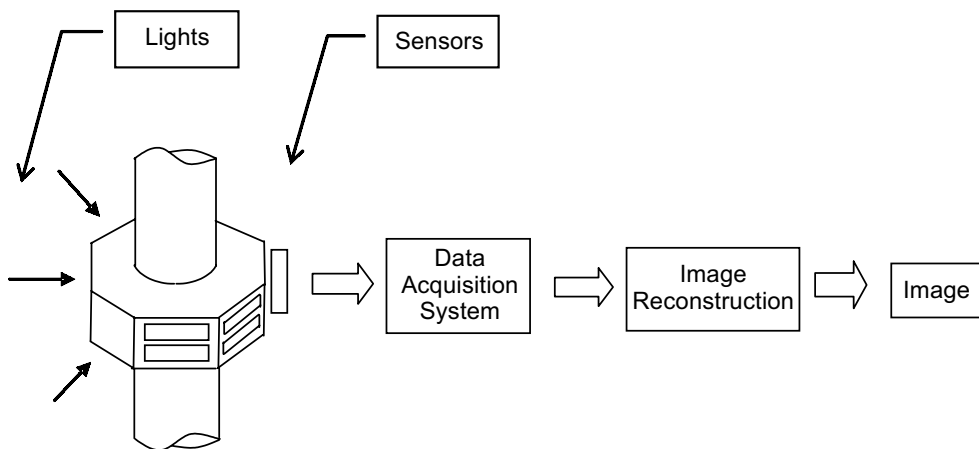 Lights
Sensors
Data
Acquisition
System
Image
Reconstruction
Image